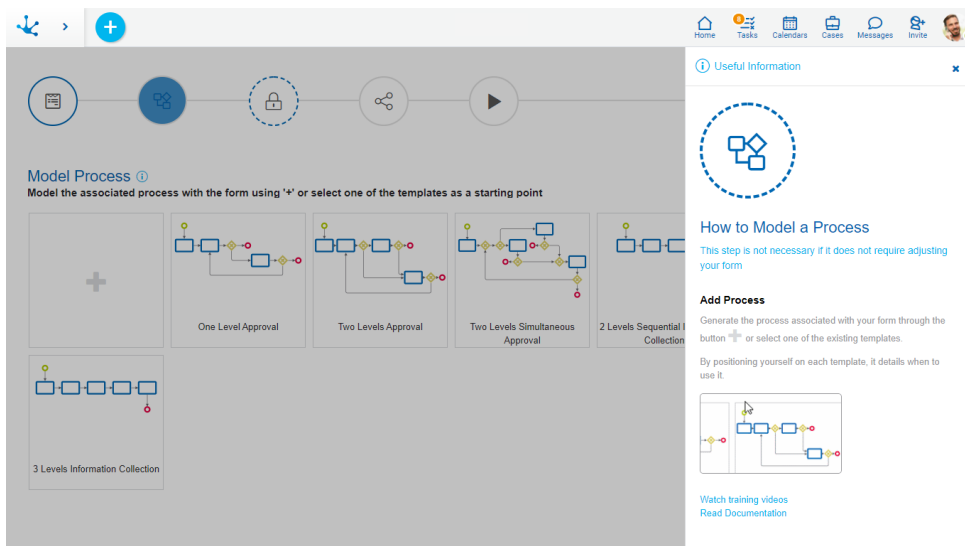 8
Home
Tasks
Calendars
Cases
Messages
Invite
Useful Information
Model Process
Model the associated process with the form using '+' or select one of the templates as a starting point
One Level Approval
Two Levels Approval
Two Levels Simultaneous
Approval
2 Levels Sequential
Collection
3 Levels Information Collection
How to Model a Process
This step is not necessary if it does not require adjusting
your form
Add Process
Generate the process associated with your form through the
button + or select one of the existing templates.
By positioning yourself on each template, it details when to
use it.
Watch training videos
Read Documentation